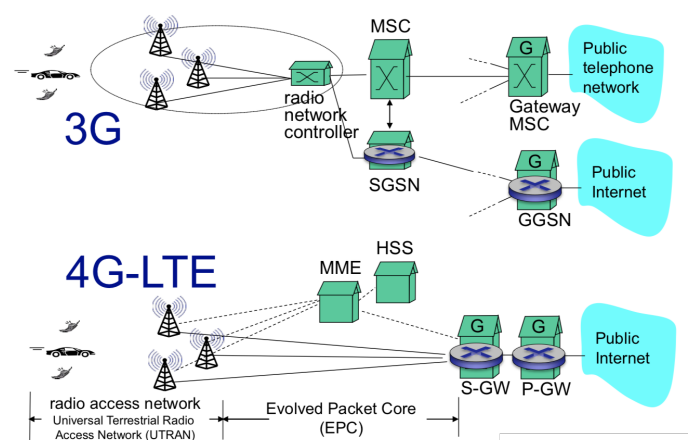 MSC
G
Public
telephone
network
radio
network
controller
Gateway
MSC
3G
SGSN
G
GGSN
Public
Internet
4G-LTE
HSS
MME
G
G
Public
Internet
S-GW
P-GW
radio access network
Universal Terrestrial Radio
Access Network (UTRAN)
Evolved Packet Core
(EPC)